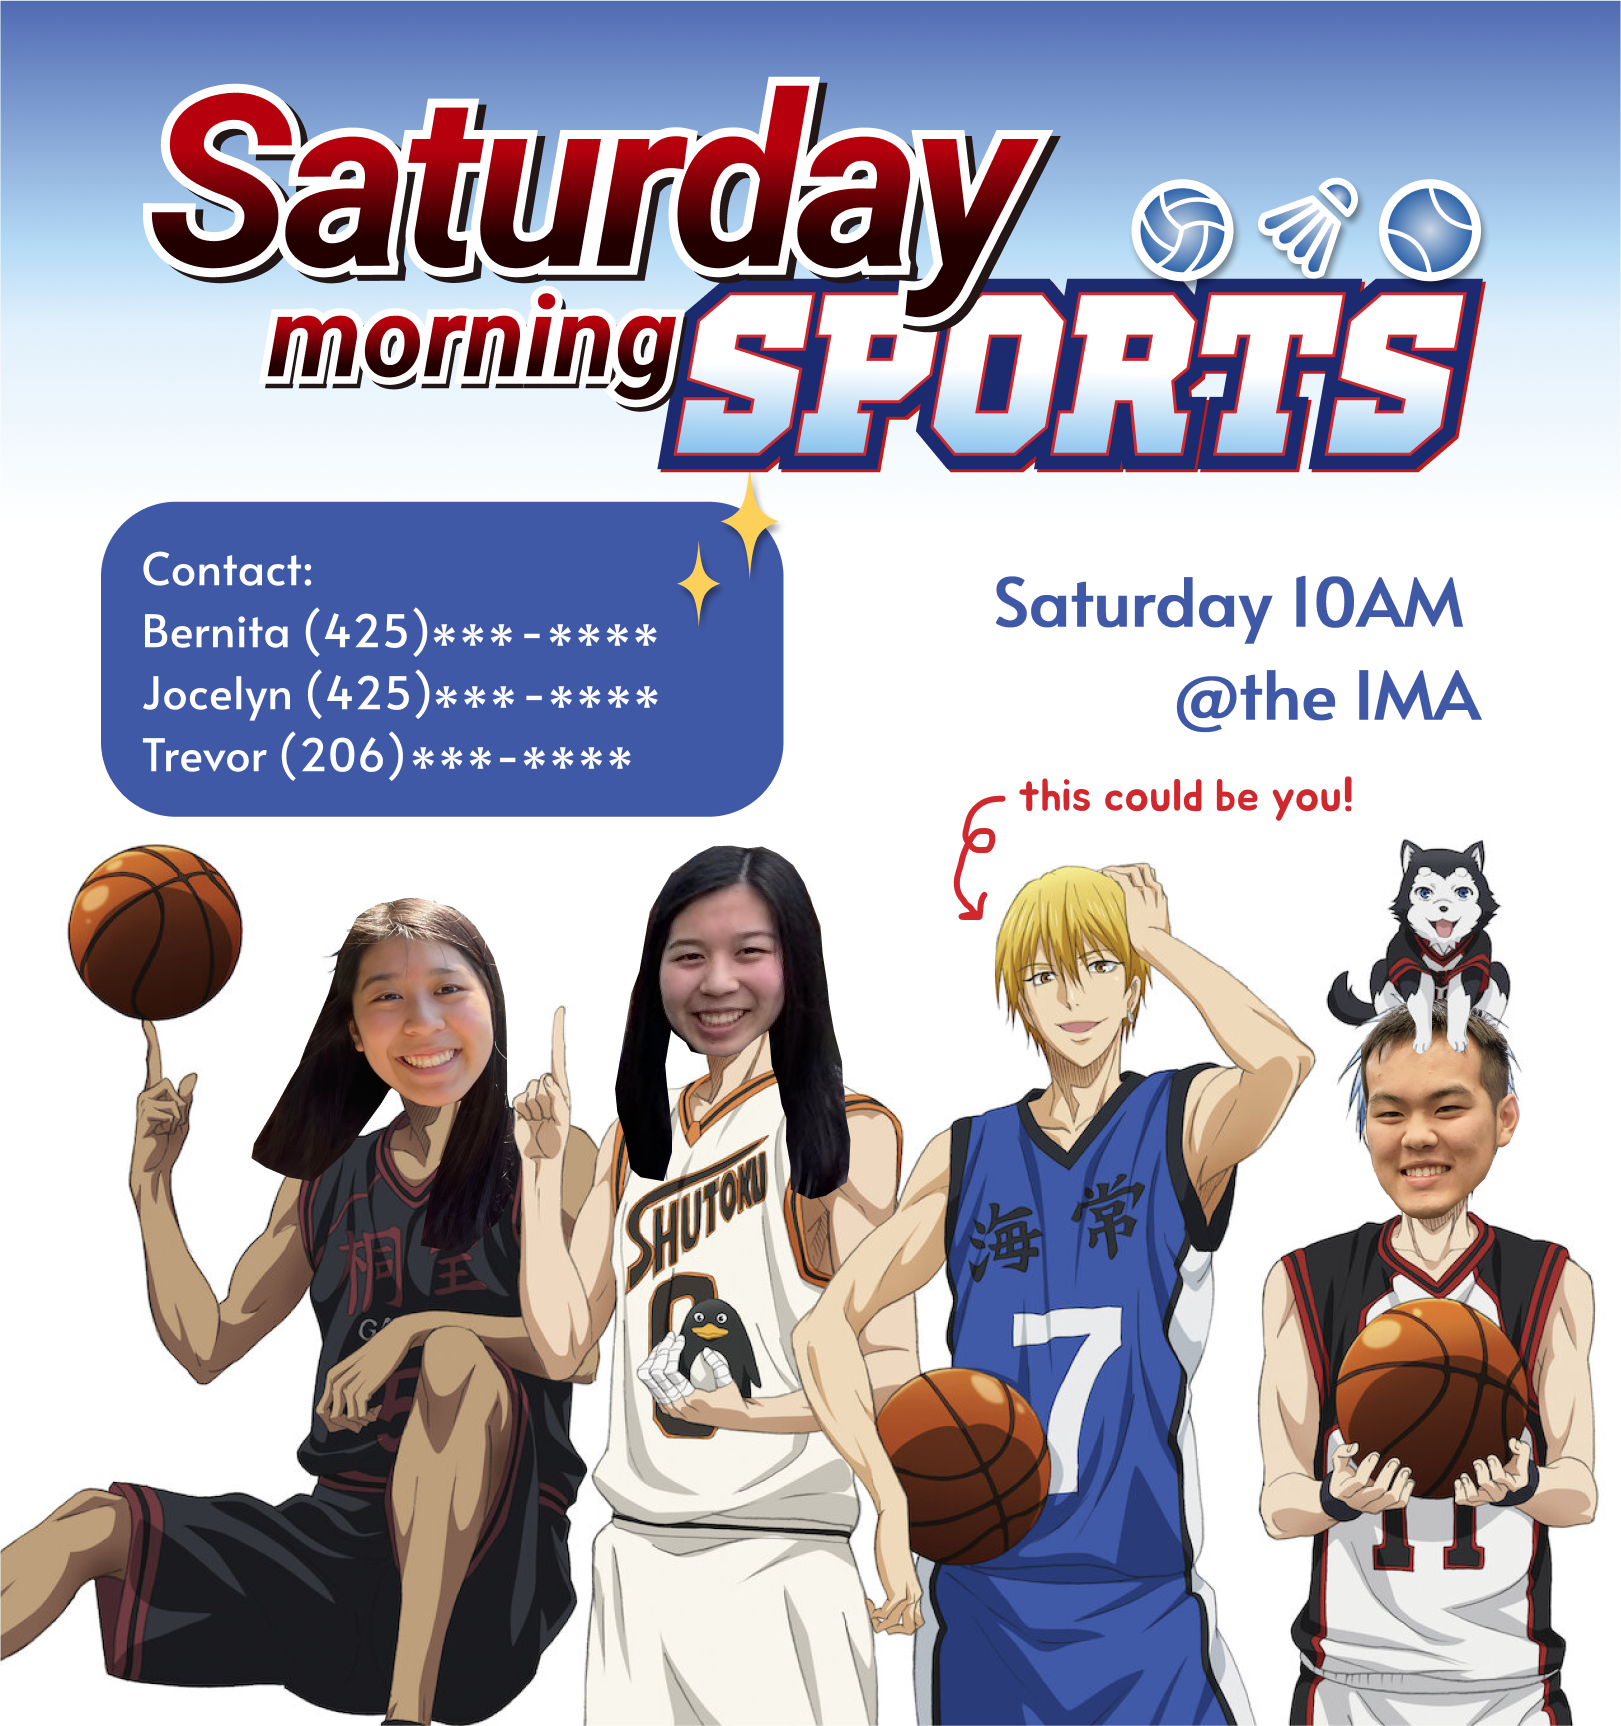 Saturday
morning SPORTS
Contact:
Bernita (425)***-****
Jocelyn (425)***-****
Trevor (206)***-****
Saturday 10AM
@the IMA
this could be you!
SHUTOKU
海常
7
11